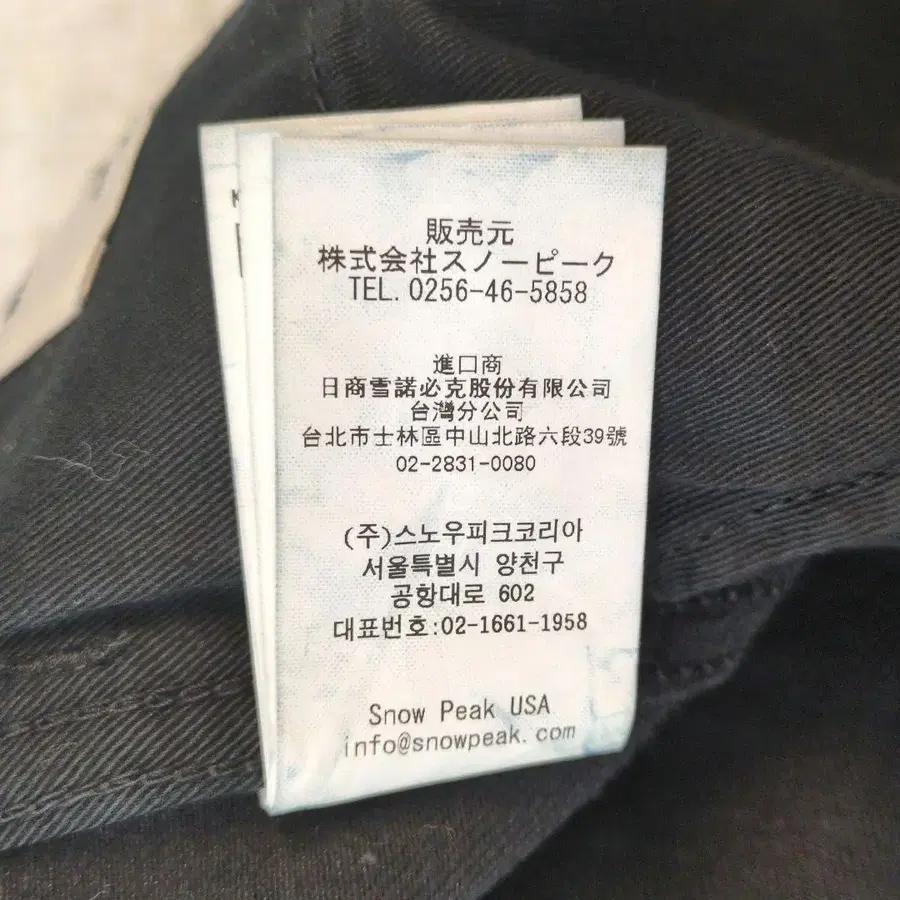 販売元
株式会社スノーピーク
TEL. 0256-46-5858
進口商
日商雪諾必克股份有限公司
台灣分公司
台北市士林區中山北路六段39號
02-2831-0080
(주)스노우피크코리아
서울특별시 양천구
공항대로 602
대표번호:02-1661-1958
Snow Peak USA
info@snowpeak.com